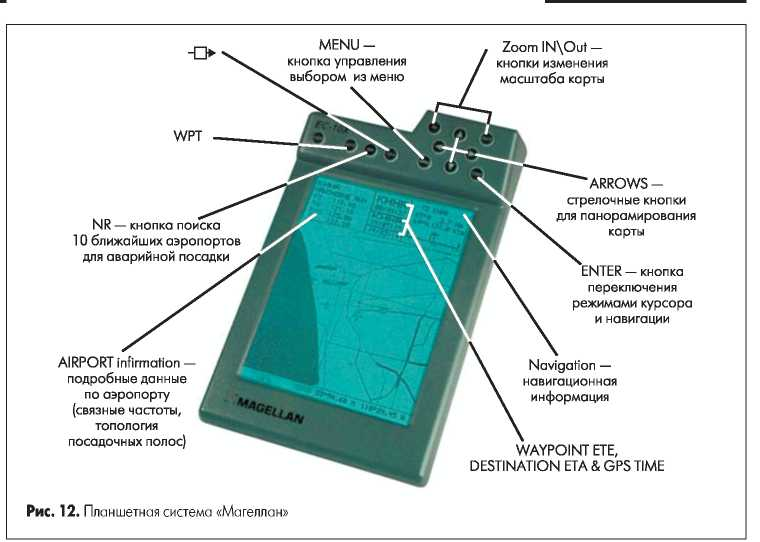 MENU —
кнопка управления
выбором из меню
Zoom IN\Out —
кнопки изменения
масштаба карты
WPT
EC-10X
NR — кнопка поиска
10 ближайших аэропортов
для аварийной посадки
ARROWS —
стрелочные кнопки
для панорамирования
карты
ENTER — кнопка
переключения
режимами курсора
и навигации
AIRPORT infirmation —
подробные данные
по аэропорту
(связные частоты,
топология
посадочных полос)
Navigation —
навигационная
информация
MAGELLAN
WAYPOINT ETE,
DESTINATION ETA & GPS TIME
Рис. 12. Планшетная система «Магеллан»